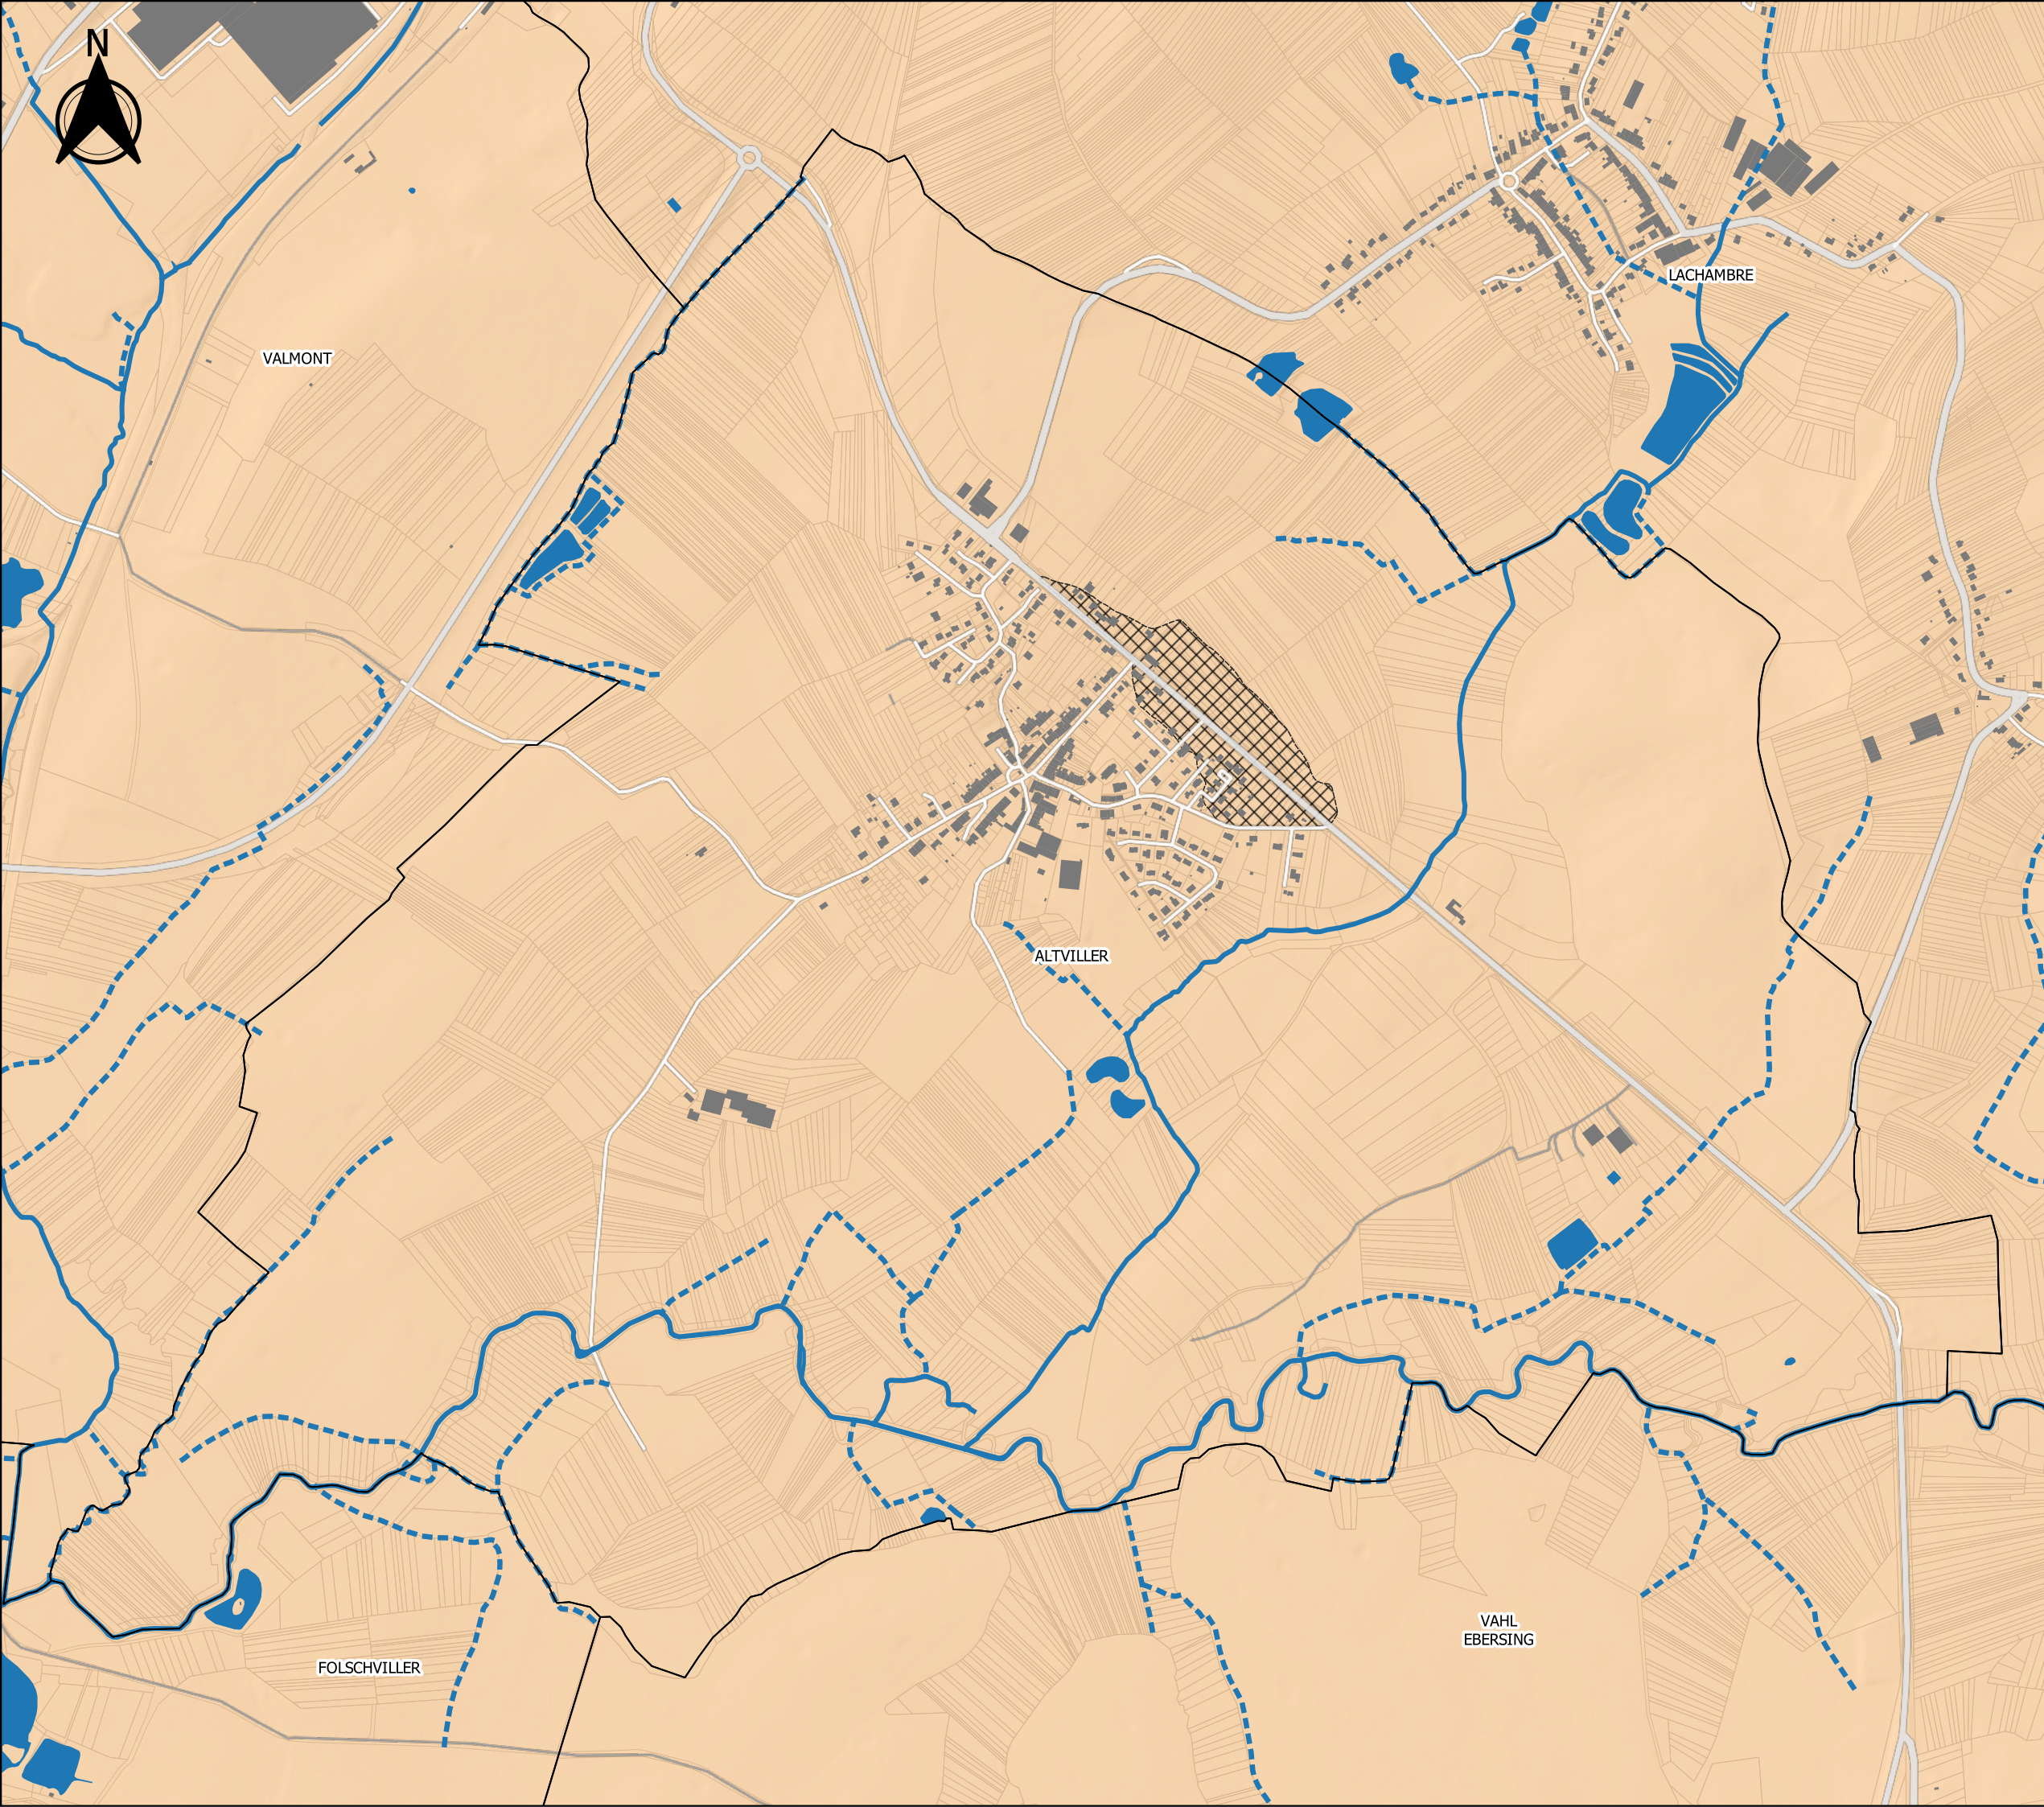 N
LACHAMBRE
VALMONT
ALTVILLER
VAHL
EBERSING
FOLSCHVILLER